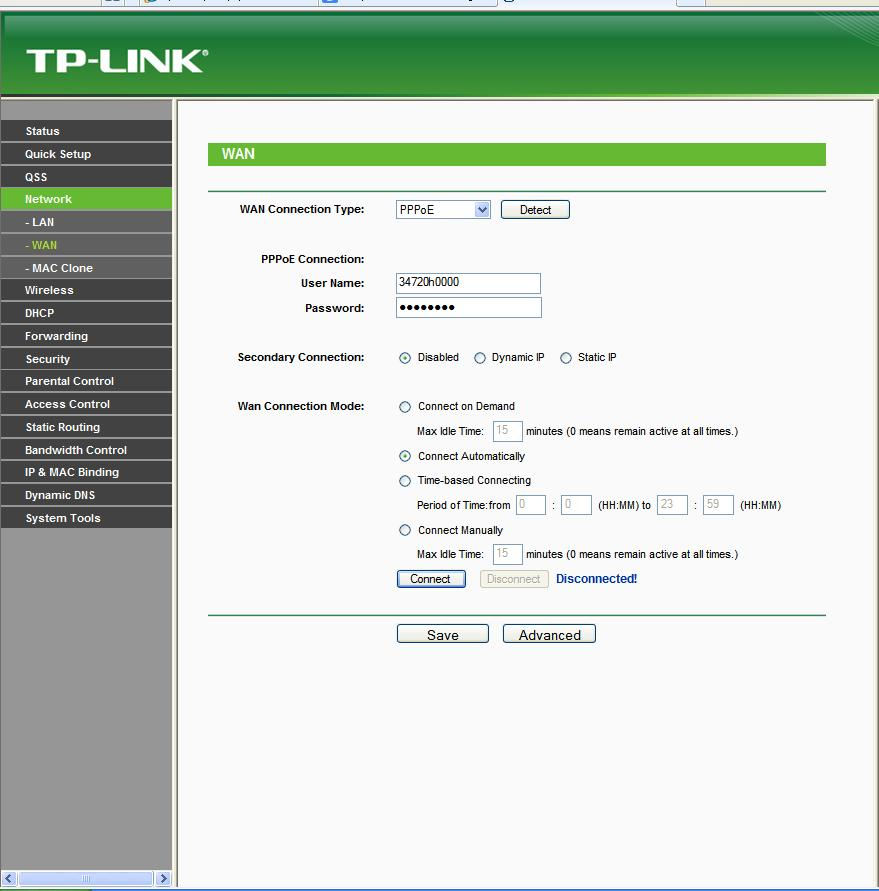 TP-LINK®
Status
Quick Setup
QSS
Network
- LAN
- WAN
- MAC Clone
Wireless
DHCP
Forwarding
Security
Parental Control
Access Control
Static Routing
Bandwidth Control
IP & MAC Binding
Dynamic DNS
System Tools
WAN
WAN Connection Type: PPPoE Detect
PPPoE Connection:
User Name: 34720h0000
Password: ●●●●●●●●
Secondary Connection: Disabled Dynamic IP Static IP
Wan Connection Mode: Connect on Demand
Max Idle Time: 15 minutes (0 means remain active at all times.)
Connect Automatically
Time-based Connecting
Period of Time:from 0 : 0 (HH:MM) to 23 : 59 (HH:MM)
Connect Manually
Max Idle Time: 15 minutes (0 means remain active at all times.)
Connect Disconnect Disconnected!
Save Advanced